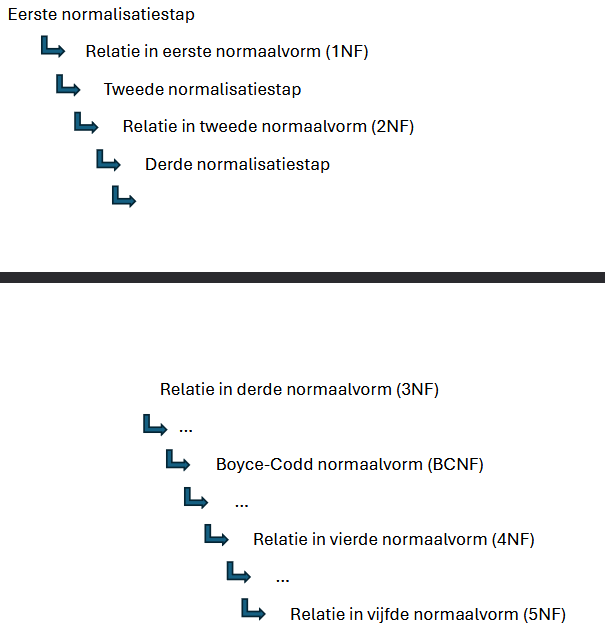 Eerste normalisatiestap
Relatie in eerste normaalvorm (1NF)
Tweede normalisatiestap
Relatie in tweede normaalvorm (2NF)
Derde normalisatiestap
Relatie in derde normaalvorm (3NF)
...
Boyce-Codd normaalvorm (BCNF)
...
Relatie in vierde normaalvorm (4NF)
...
Relatie in vijfde normaalvorm (5NF)